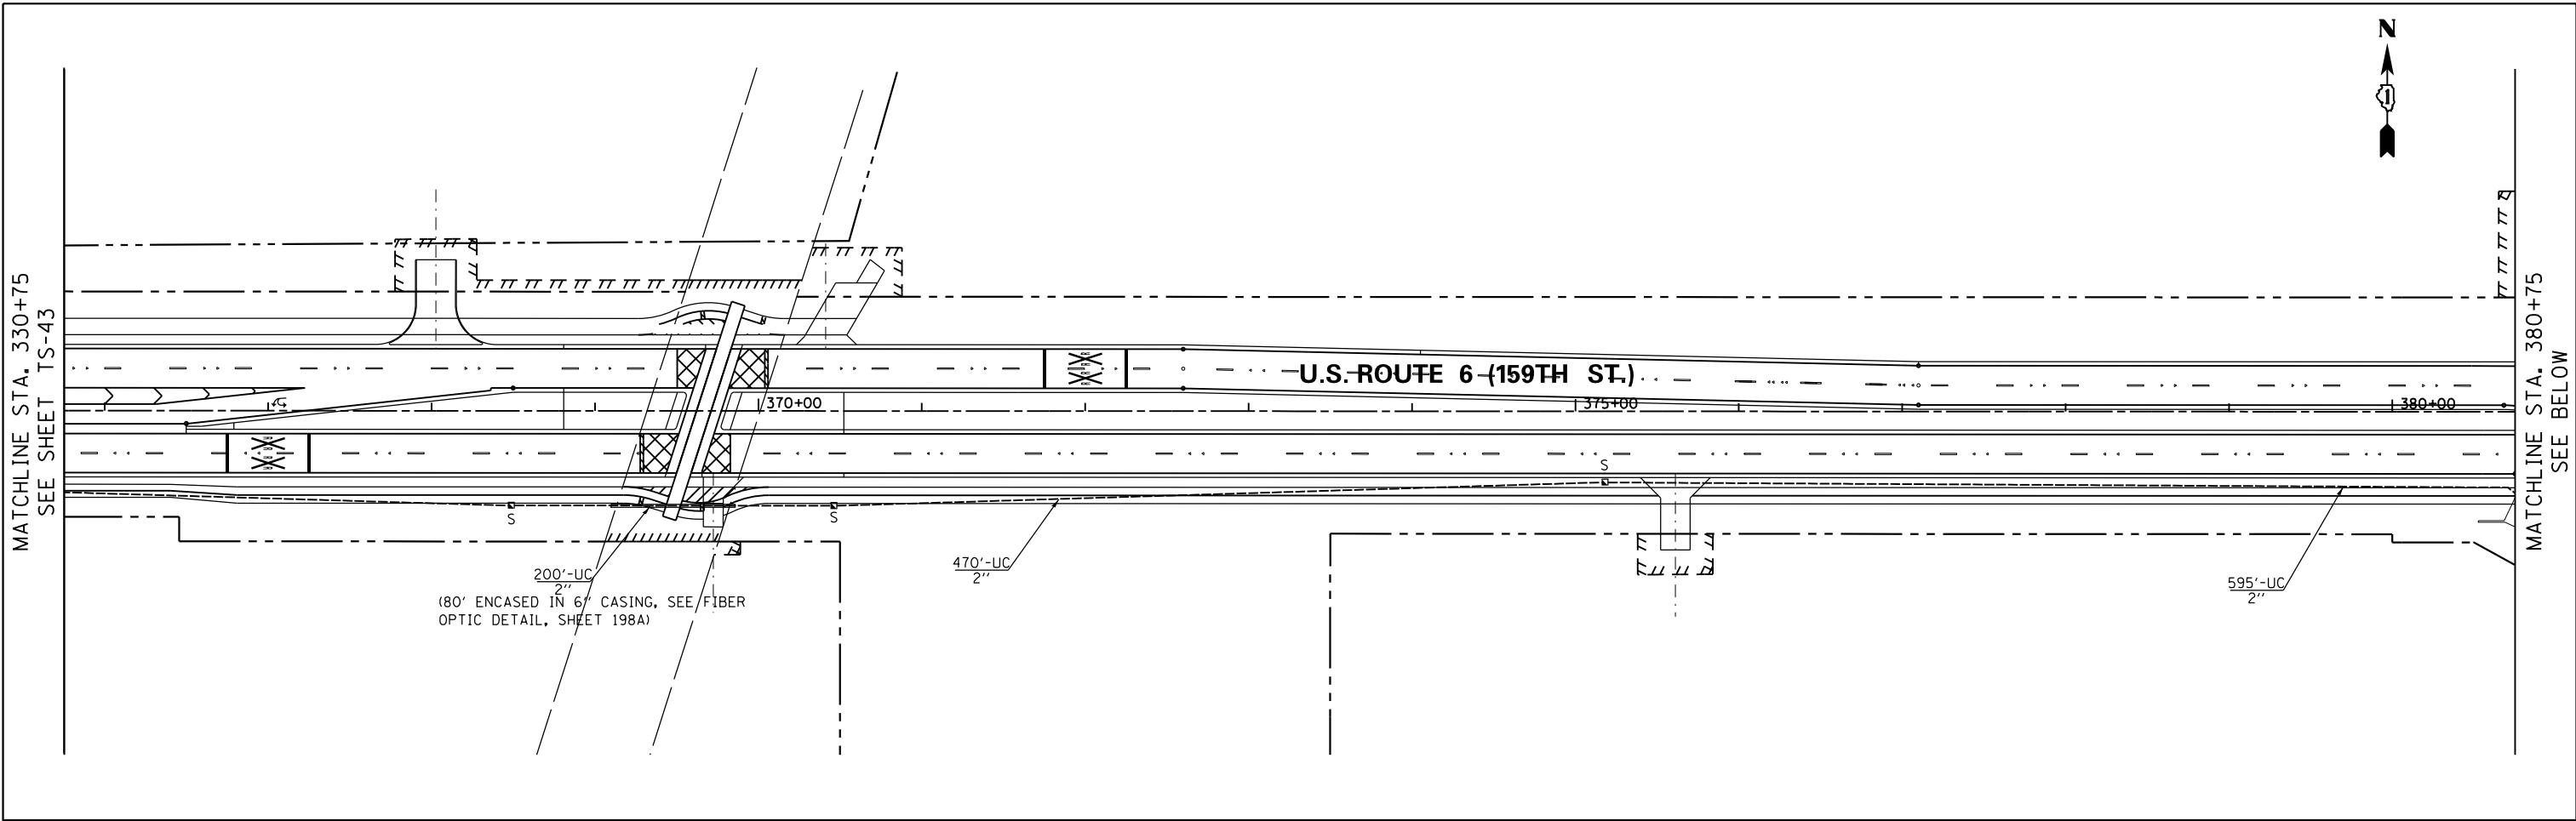 N
1
MATCHLINE STA. 330+75
SEE SHEET TS-43
U.S. ROUTE 6 (159TH ST.)
370+00
375+00
380+00
S
S
S
200'-UC
2"
(80' ENCASED IN 6" CASING, SEE FIBER
OPTIC DETAIL, SHEET 198A)
470'-UC
2"
595'-UC
2"
MATCHLINE STA. 380+75
SEE BELOW